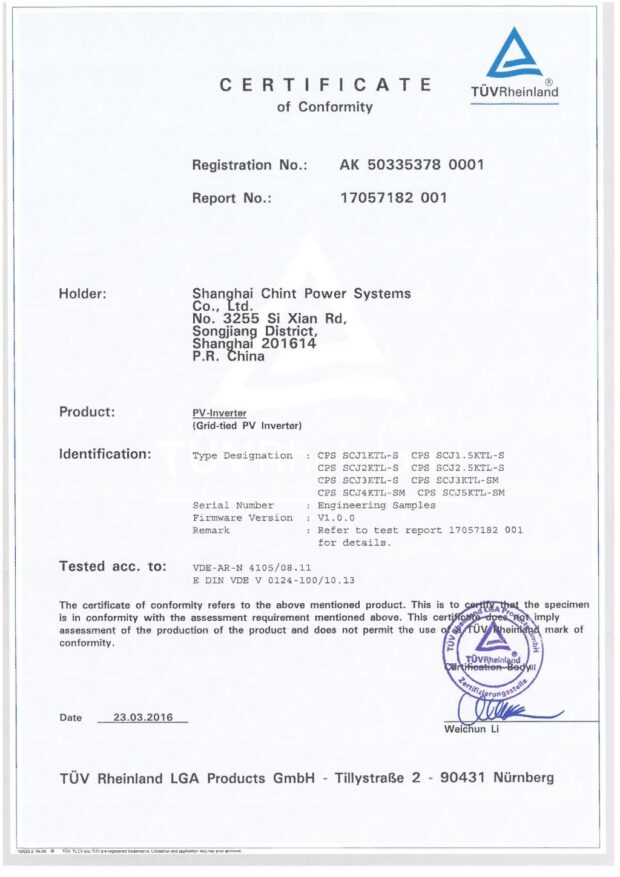 TÜVRheinland®
CERTIFICATE
of Conformity
Registration No.: AK 50335378 0001
Report No.: 17057182 001
Holder: Shanghai Chint Power Systems
Co., Ltd.
No. 3255 Si Xian Rd,
Songjiang District,
Shanghai 201614
P.R. China
Product: PV-Inverter
(Grid-tied PV Inverter)
Identification: Type Designation : CPS SCJ1KTL-S CPS SCJ1.5KTL-S
CPS SCJ2KTL-S CPS SCJ2.5KTL-S
CPS SCJ3KTL-S CPS SCJ3KTL-SM
CPS SCJ4KTL-SM CPS SCJ5KTL-SM
Serial Number : Engineering Samples
Firmware Version : V1.0.0
Remark : Refer to test report 17057182 001
for details.
Tested acc. to: VDE-AR-N 4105/08.11
E DIN VDE V 0124-100/10.13
The certificate of conformity refers to the above mentioned product. This is to certify that the specimen
is in conformity with the assessment requirement mentioned above. This certificate does not imply
assessment of the production of the product and does not permit the use of a TÜV Rheinland mark of
conformity.
TÜV Rheinland LGA Products GmbH
TÜVRheinland®
Certification Body
Zertifizierungsstelle
Date 23.03.2016
Weichun Li
TÜV Rheinland LGA Products GmbH - Tillystraße 2 - 90431 Nürnberg
TÜV, TUEV and TUV are registered trademarks. Utilisation and application requires prior approval.